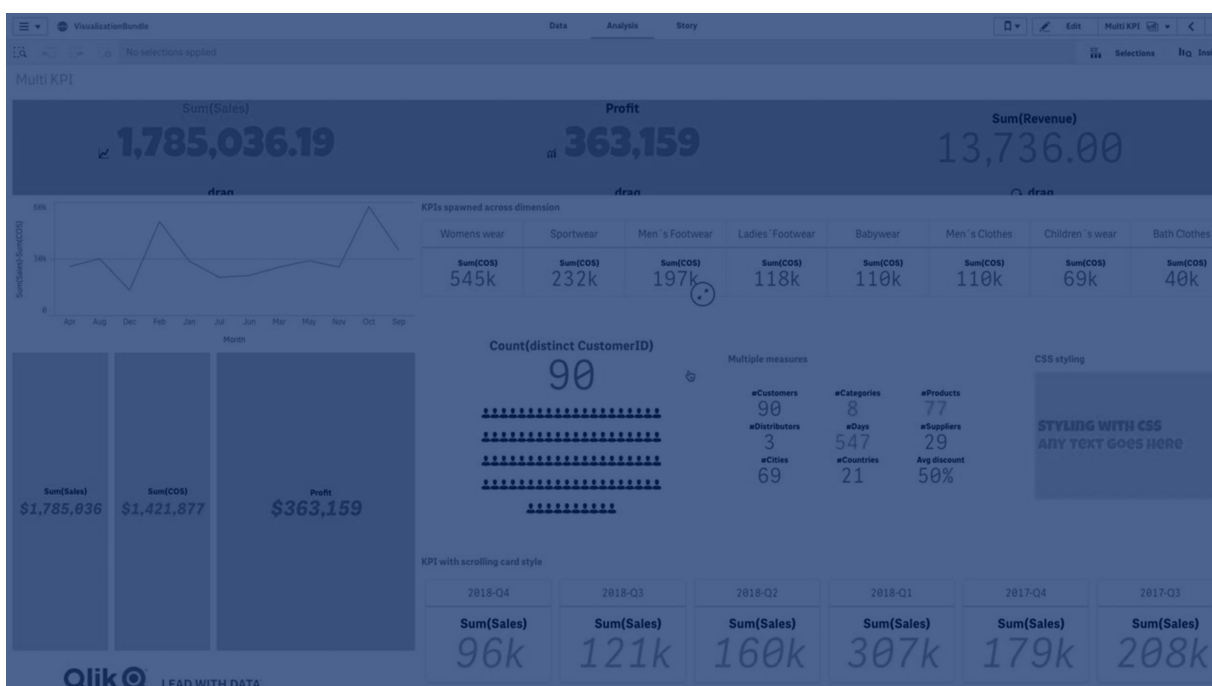 VisualizationBundle Data Analysis Story Edit Multi KPI
No selections applied Selections
Multi KPI
Sum(Sales) Profit Sum(Revenue)
1,785,036.19 363,159 13,736.00
drag drag drag
50k
10k
0
Sum(Sales)-Sum(COS)
Apr Aug Dec Feb Jan Jul Jun Mar May Nov Oct Sep
Month
KPIs spawned across dimension
Womens wear Sportwear Men´s Footwear Ladies´Footwear Babywear Men´s Clothes Children´s wear Bath Clothes
Sum(COS) Sum(COS) Sum(COS) Sum(COS) Sum(COS) Sum(COS) Sum(COS) Sum(COS)
545k 232k 197k 118k 110k 110k 69k 40k
Sum(Sales) Sum(COS) Profit
$1,785,036 $1,421,877 $363,159
Count(distinct CustomerID)
90
Multiple measures
#Customers #Categories #Products
90 8 77
#Distributors #Days #Suppliers
3 547 29
#Cities #Countries Avg discount
69 21 50%
CSS styling
STYLING WITH CSS
ANY TEXT GOES HERE
KPI with scrolling card style
2018-Q4 2018-Q3 2018-Q2 2018-Q1 2017-Q4 2017-Q3
Sum(Sales) Sum(Sales) Sum(Sales) Sum(Sales) Sum(Sales) Sum(Sales)
96k 121k 160k 307k 179k 208k
Qlik LEAD WITH DATA